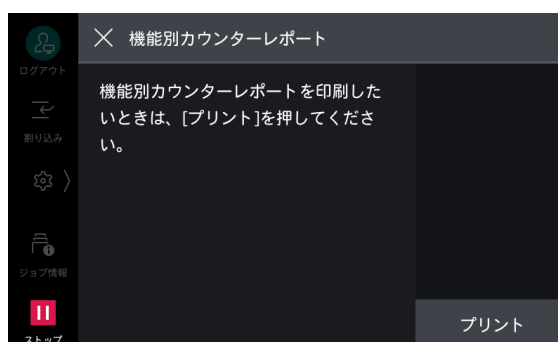 機能別カウンターレポート
ログアウト
割り込み
ジョブ情報
ストップ
機能別カウンターレポートを印刷した
いときは、[プリント]を押してくださ
い。
プリント